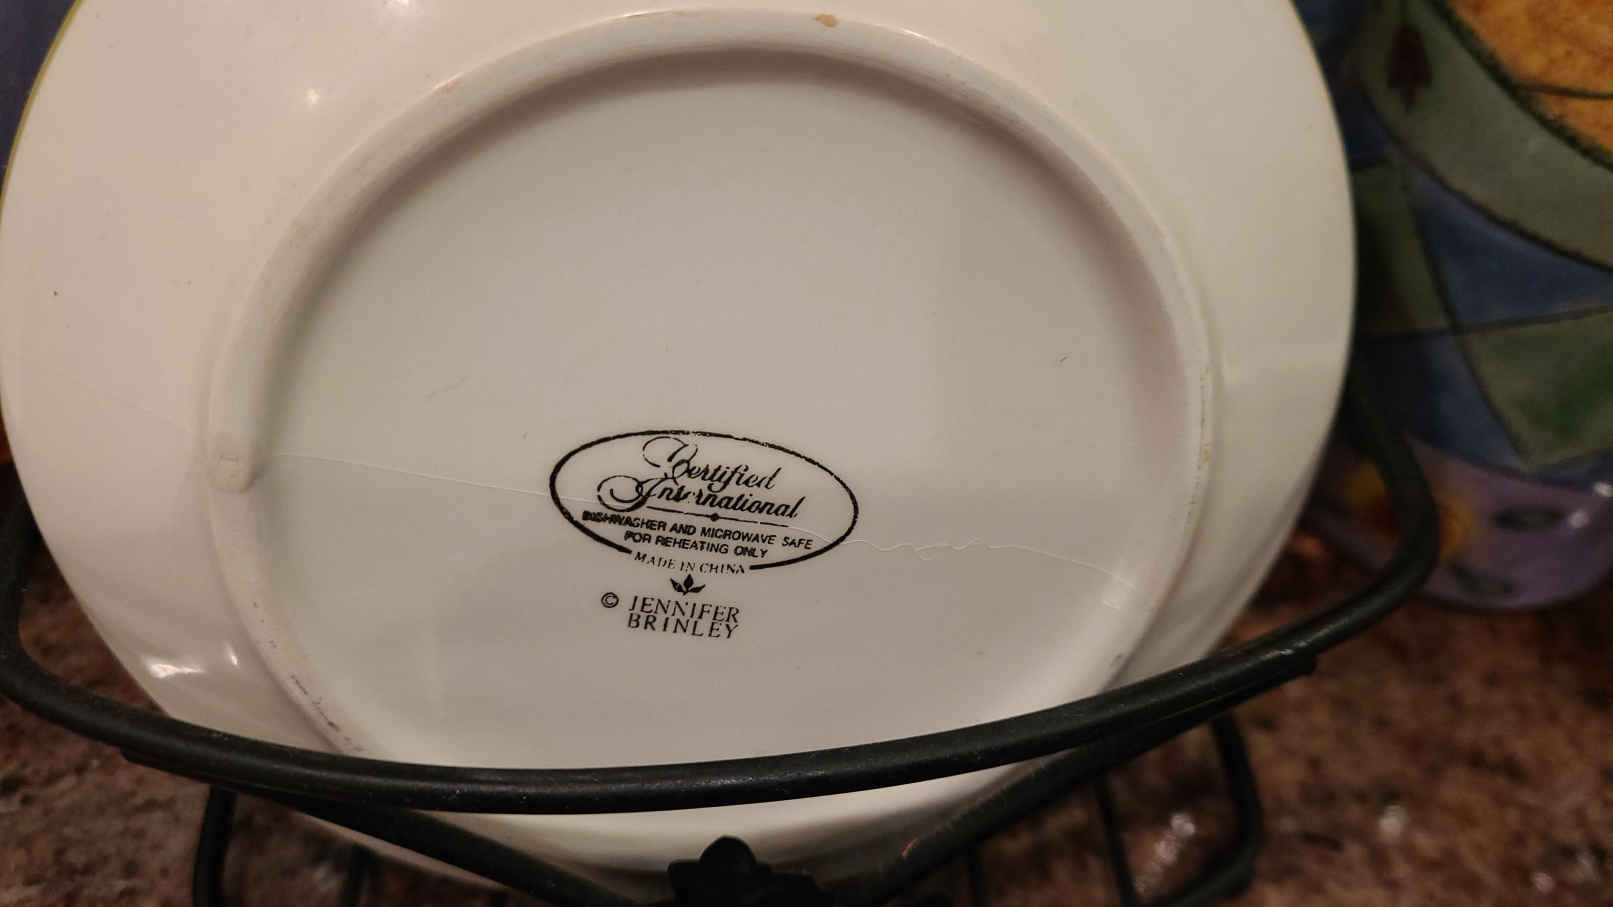 Certified
International
DISHWASHER AND MICROWAVE SAFE
FOR REHEATING ONLY
MADE IN CHINA
© JENNIFER
BRINLEY